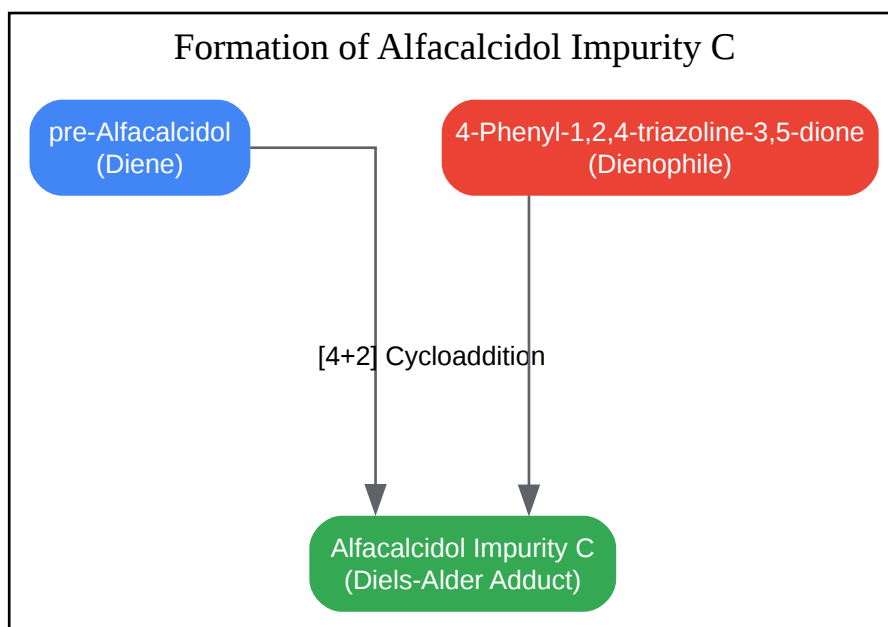 Formation of Alfacalcidol Impurity C
pre-Alfacalcidol
(Diene)
4-Phenyl-1,2,4-triazoline-3,5-dione
(Dienophile)
[4+2] Cycloaddition
Alfacalcidol Impurity C
(Diels-Alder Adduct)